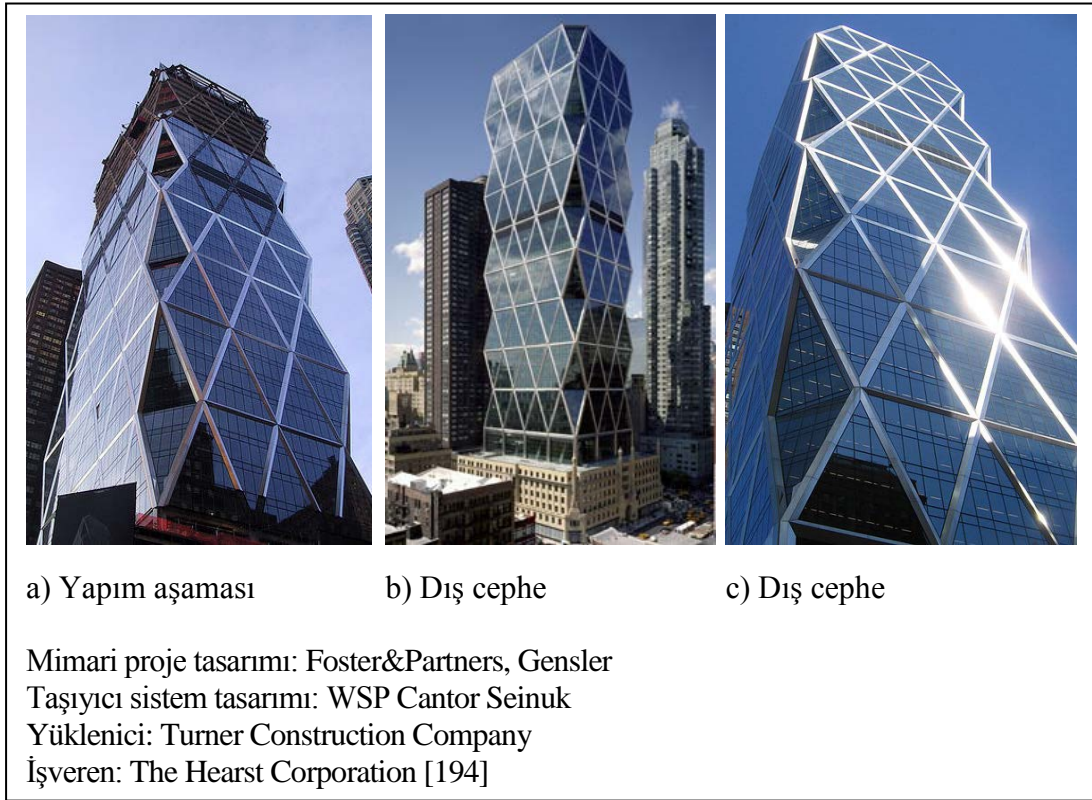 a) Yapım aşaması b) Dış cephe c) Dış cephe
Mimari proje tasarımı: Foster&Partners, Gensler
Taşıyıcı sistem tasarımı: WSP Cantor Seinuk
Yüklenici: Turner Construction Company
İşveren: The Hearst Corporation [194]